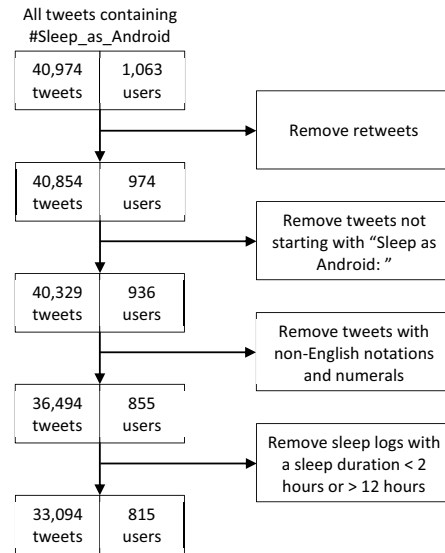 All tweets containing
#Sleep_as_Android
40,974
tweets
1,063
users
Remove retweets
40,854
tweets
974
users
Remove tweets not
starting with “Sleep as
Android: ”
40,329
tweets
936
users
Remove tweets with
non-English notations
and numerals
36,494
tweets
855
users
Remove sleep logs with
a sleep duration < 2
hours or > 12 hours
33,094
tweets
815
users